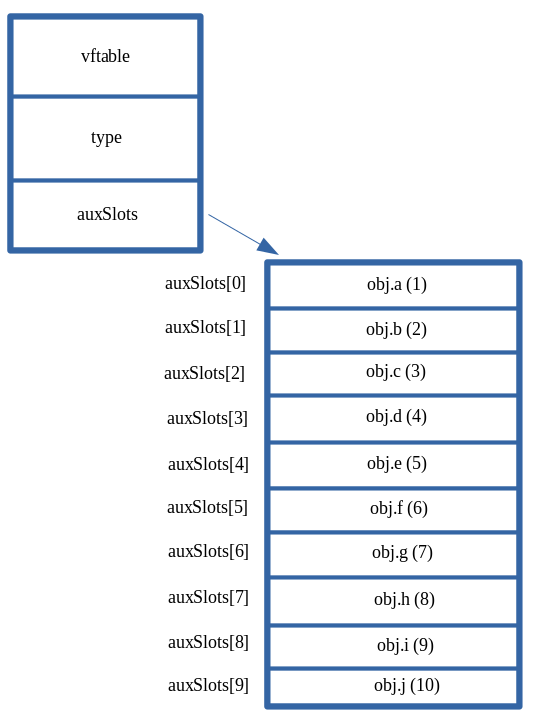 vftable
type
auxSlots
auxSlots[0] obj.a (1)
auxSlots[1] obj.b (2)
auxSlots[2] obj.c (3)
auxSlots[3] obj.d (4)
auxSlots[4] obj.e (5)
auxSlots[5] obj.f (6)
auxSlots[6] obj.g (7)
auxSlots[7] obj.h (8)
auxSlots[8] obj.i (9)
auxSlots[9] obj.j (10)